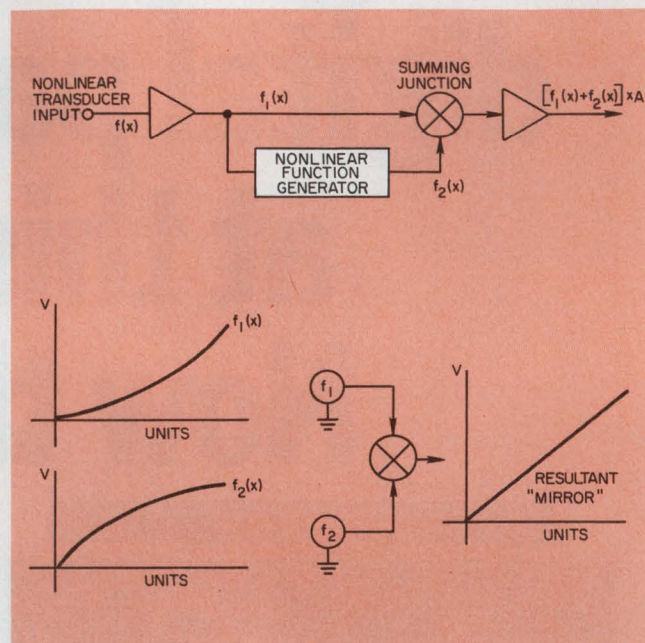 NONLINEAR
TRANSDUCER
INPUT
f(x)
f₁(x)
SUMMING
JUNCTION
[f₁(x)+f₂(x)] xA
NONLINEAR
FUNCTION
GENERATOR
f₂(x)
V
f₁(x)
UNITS
V
f₂(x)
UNITS
f₁
f₂
V
RESULTANT
"MIRROR"
UNITS